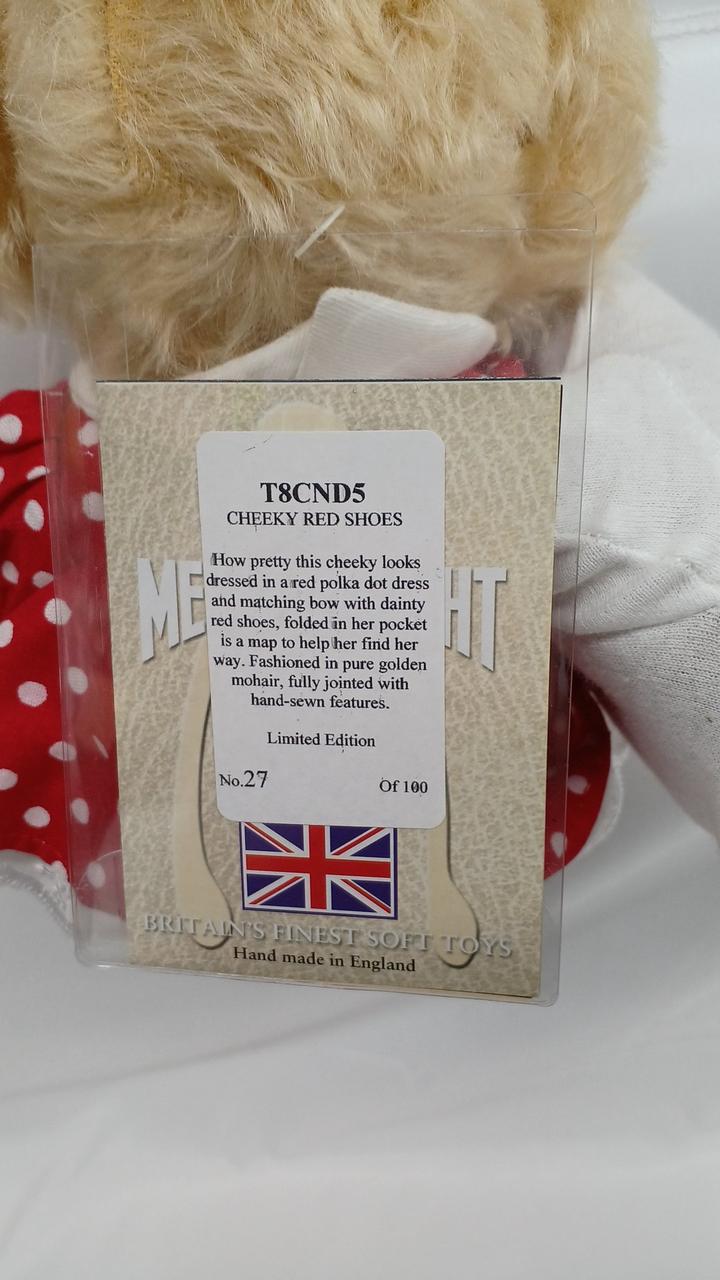 T8CND5
CHEEKY RED SHOES
How pretty this cheeky looks
dressed in a red polka dot dress
and matching bow with dainty
red shoes, folded in her pocket
is a map to help her find her
way. Fashioned in pure golden
mohair, fully jointed with
hand-sewn features.
Limited Edition
No.27 Of 100
BRITAIN'S FINEST SOFT TOYS
Hand made in England